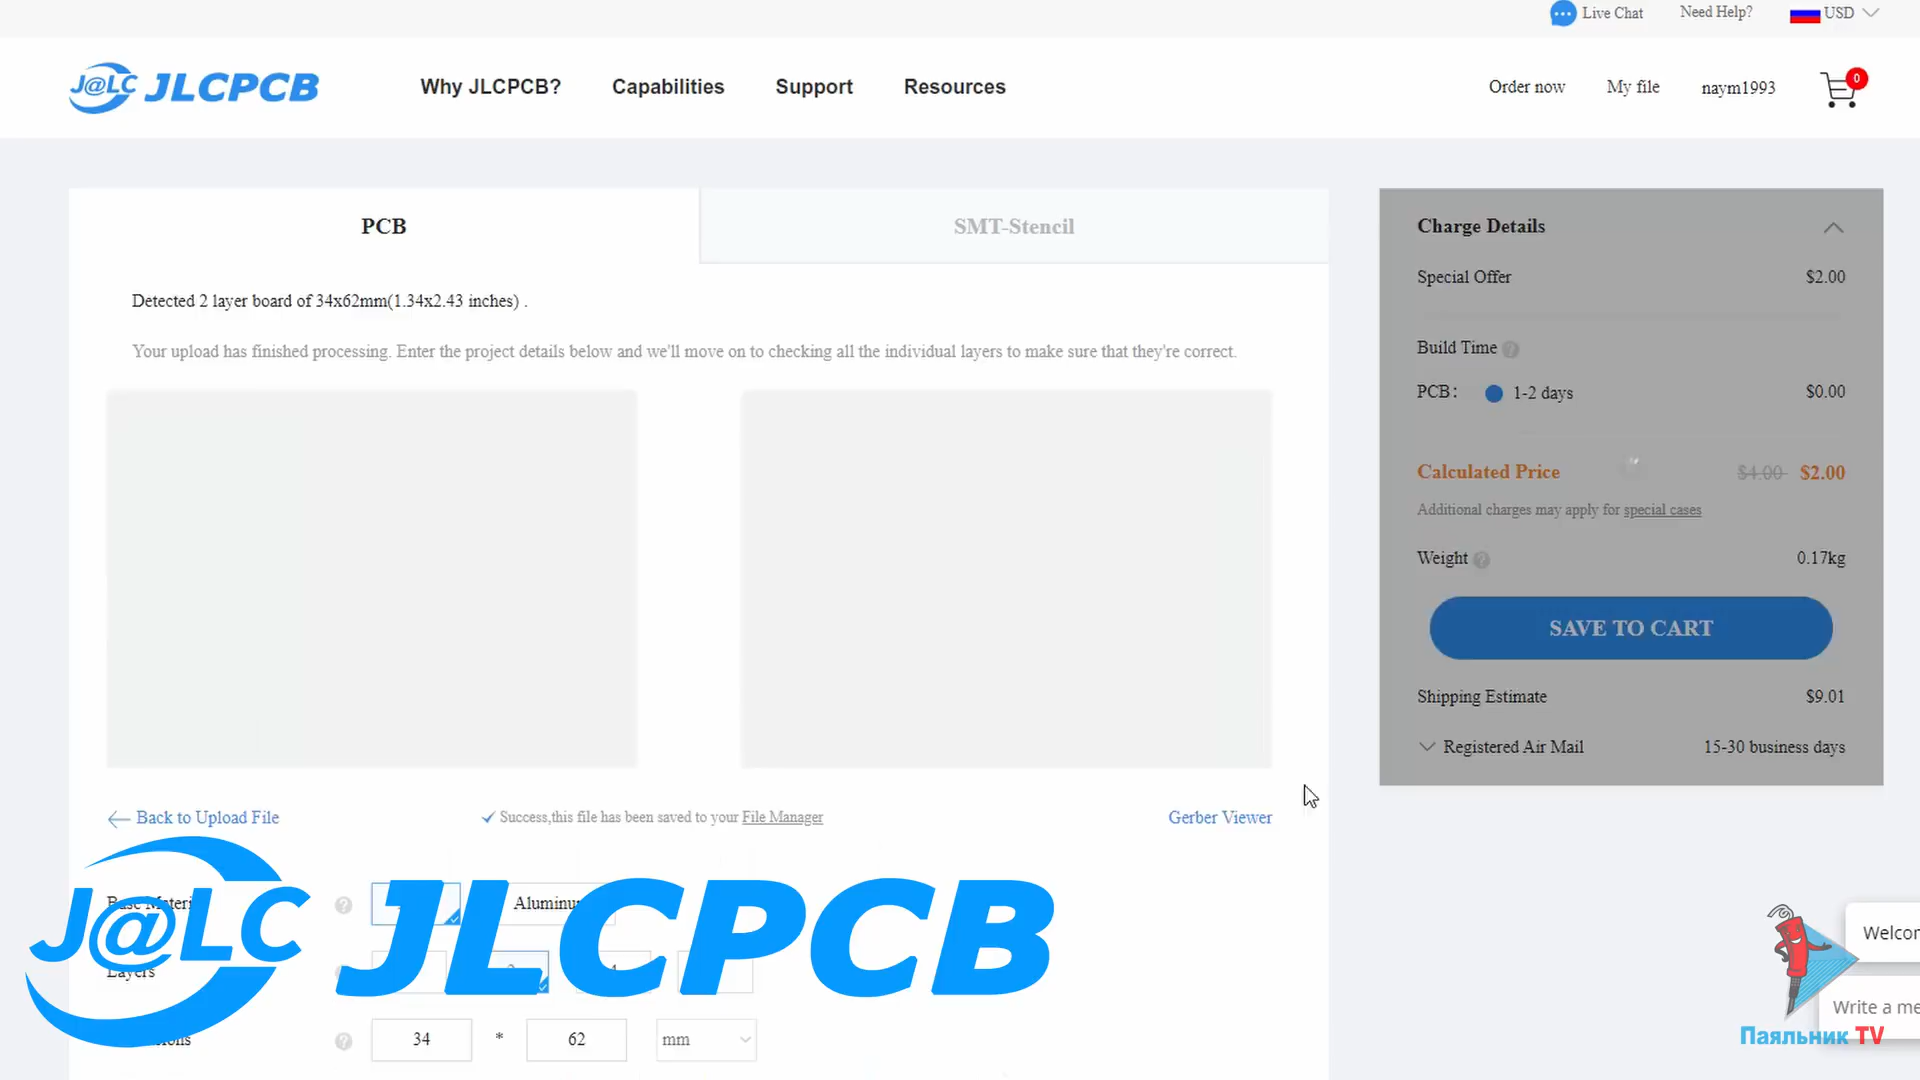 Live Chat
Need Help?
USD
J@LC JLCPCB
Why JLCPCB?
Capabilities
Support
Resources
Order now
My file
naym1993
0
PCB
SMT-Stencil
Detected 2 layer board of 34x62mm(1.34x2.43 inches) .
Your upload has finished processing. Enter the project details below and we'll move on to checking all the individual layers to make sure that they're correct.
Back to Upload File
Success,this file has been saved to your File Manager
Gerber Viewer
Base Materi
Aluminu
Layers
34 * 62 mm
J@LC JLCPCB
Charge Details
Special Offer $2.00
Build Time
PCB: 1-2 days $0.00
Calculated Price $4.00 $2.00
Additional charges may apply for special cases
Weight 0.17kg
SAVE TO CART
Shipping Estimate $9.01
Registered Air Mail 15-30 business days
Welcor
Write a me
Паяльник TV